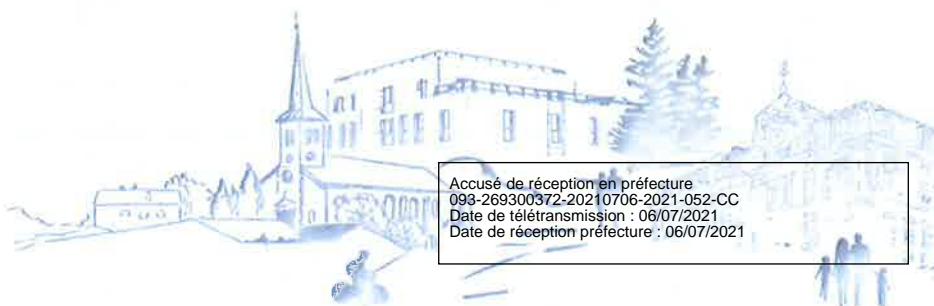 Accusé de réception en préfecture
093-269300372-20210706-2021-052-CC
Date de télétransmission : 06/07/2021
Date de réception préfecture : 06/07/2021